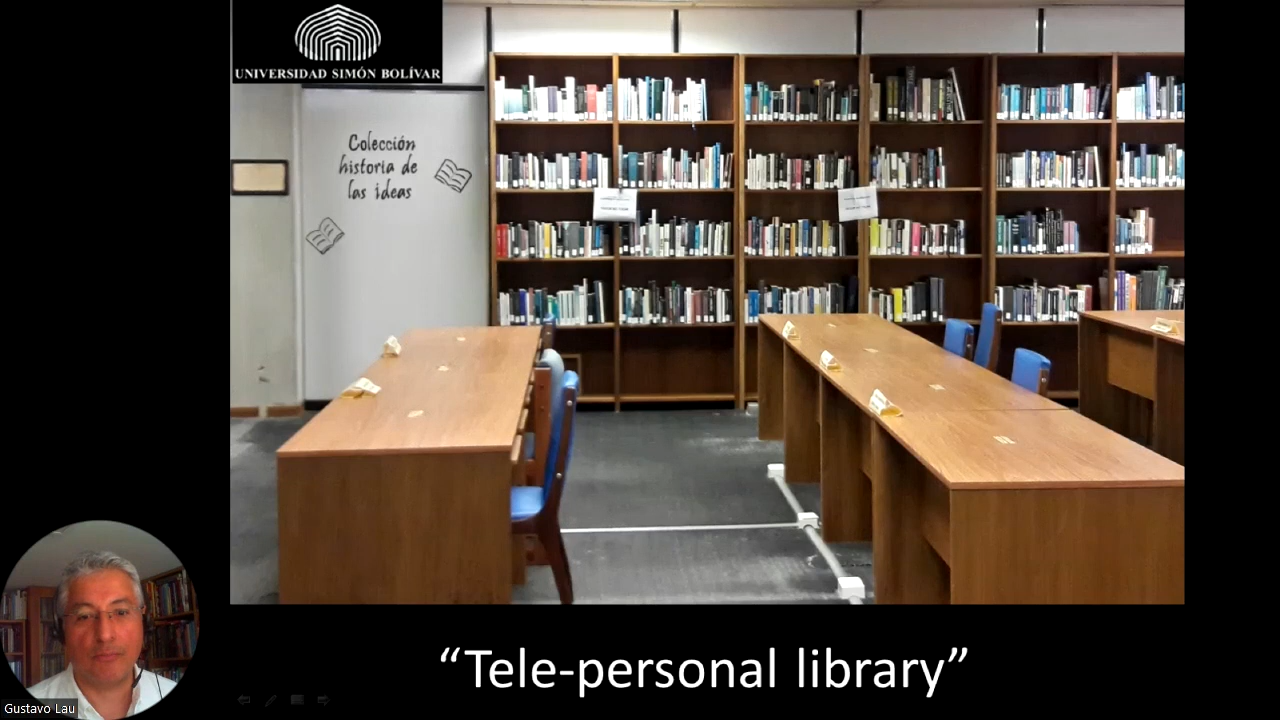 UNIVERSIDAD SIMÓN BOLÍVAR
Colección
historia de
las ideas
“Tele-personal library”
Gustavo Lau